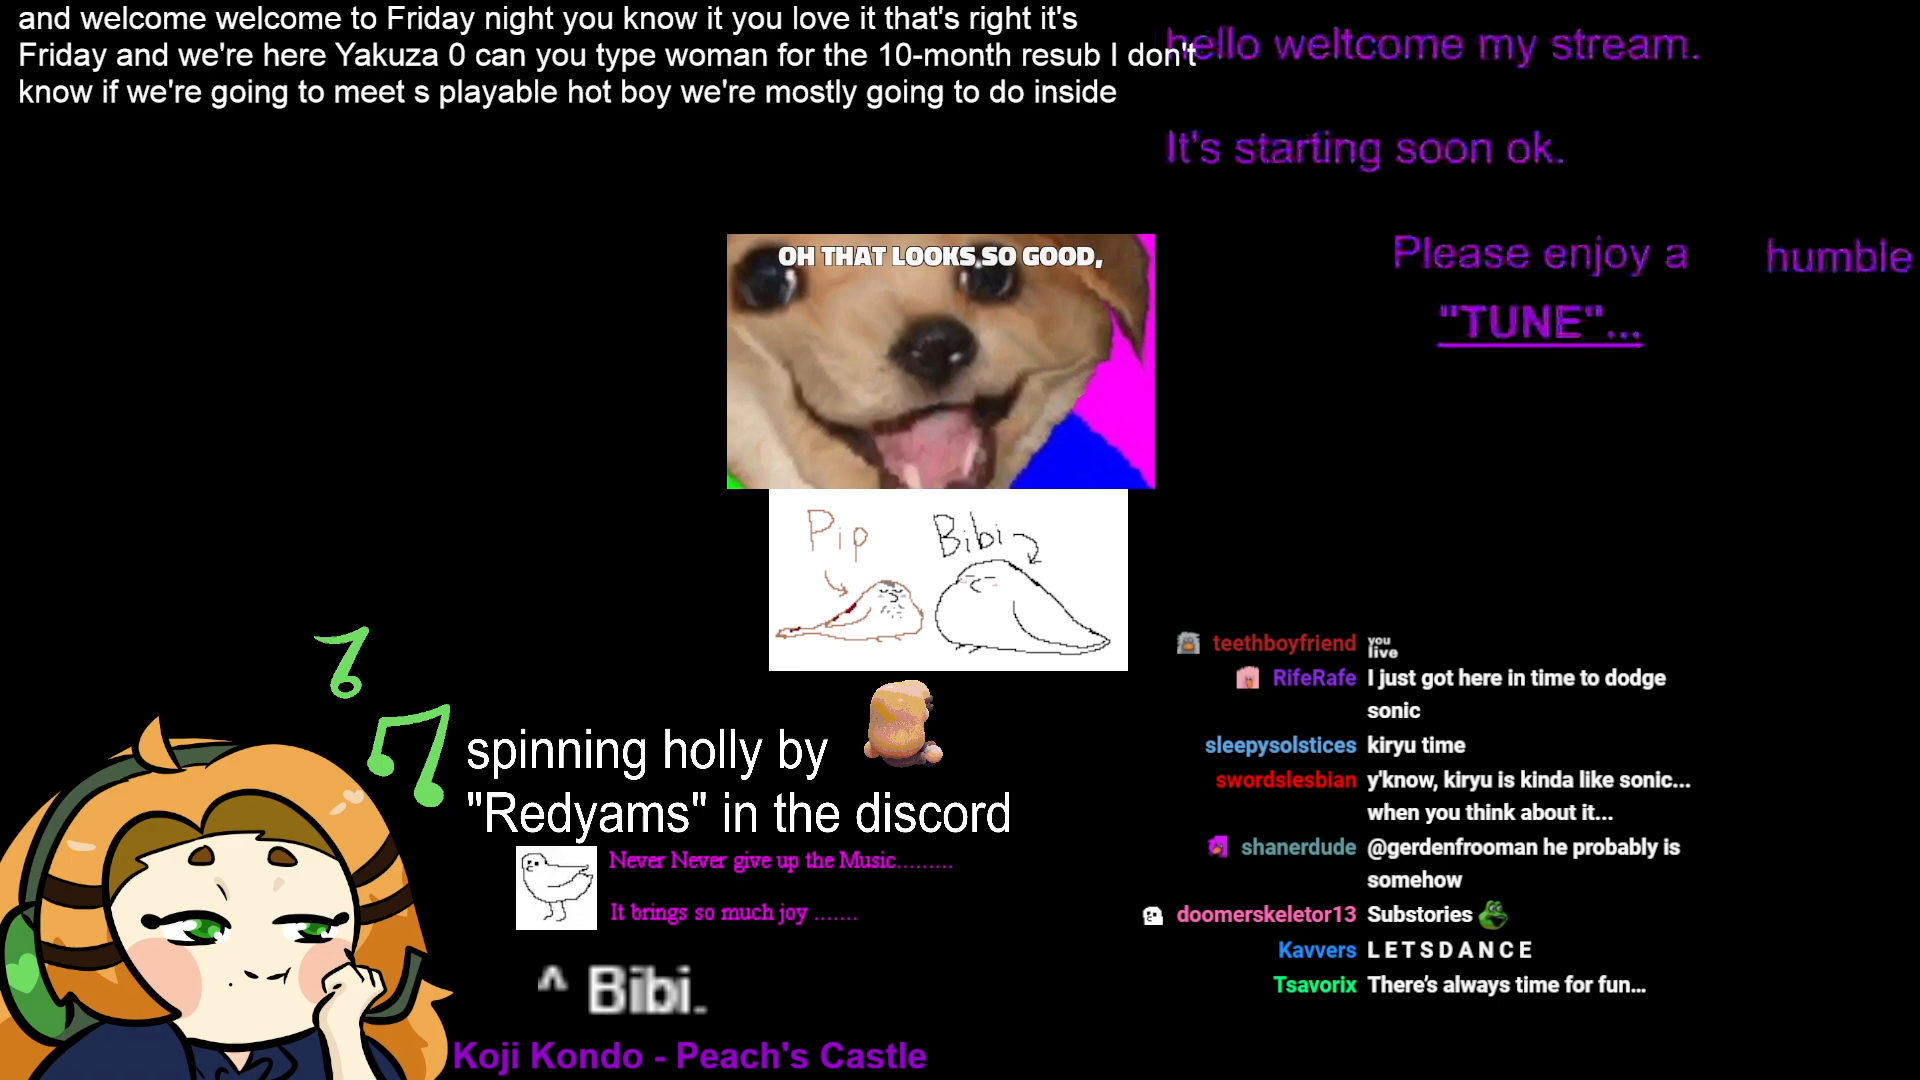 and welcome welcome to Friday night you know it you love it that's right it's
Friday and we're here Yakuza 0 can you type woman for the 10-month resub I don't
know if we're going to meet s playable hot boy we're mostly going to do inside
hello weltcome my stream.
It's starting soon ok.
Please enjoy a humble
"TUNE"...
OH THAT LOOKS SO GOOD,
Pip Bibi
teethboyfriend you live
RifeRafe I just got here in time to dodge
sonic
sleepysolstices kiryu time
swordslesbian y'know, kiryu is kinda like sonic...
when you think about it...
shanerdude @gerdenfrooman he probably is
somehow
doomerskeletor13 Substories
Kavvers L E T S D A N C E
Tsavorix There's always time for fun...
spinning holly by
"Redyams" in the discord
Never Never give up the Music.........
It brings so much joy .......
^ Bibi.
Koji Kondo - Peach's Castle